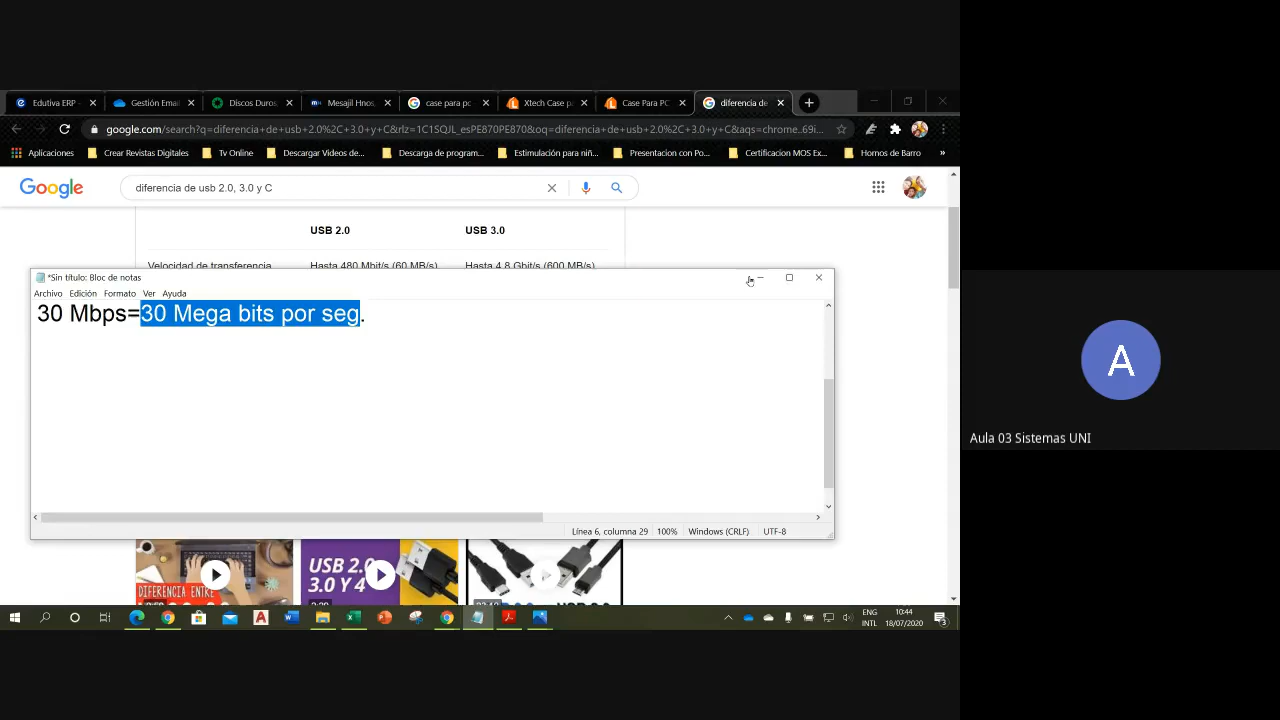 Edutiva ERP -
Gestión Emai
Discos Duros
Mesajil Hnos
case para pc
Xtech Case pa
Case Para PC
diferencia de
google.com/search?q=diferencia+de+usb+2.0%2C+3.0+y+C&rlz=1C1SQJL_esPE870PE870&oq=diferencia+de+usb+2.0%2C+3.0+y+C&aqs=chrome..69i...
Aplicaciones
Crear Revistas Digitales
Tv Online
Descargar Videos de...
Descarga de program...
Estimulación para niñ...
Presentacion con Po...
Certificacion MOS Ex...
Hornos de Barro
»
Google
diferencia de usb 2.0, 3.0 y C
USB 2.0
USB 3.0
Velocidad de transferencia
Hasta 480 Mbit/s (60 MB/s)
Hasta 4.8 Gbit/s (600 MB/s)
*Sin título: Bloc de notas
Archivo Edición Formato Ver Ayuda
30 Mbps=30 Mega bits por seg.
Línea 6, columna 29
100%
Windows (CRLF)
UTF-8
DIFERENCIA ENTRE
USB 2.0
3.0 Y 4
A
Aula 03 Sistemas UNI
ENG
INTL
10:44
18/07/2020